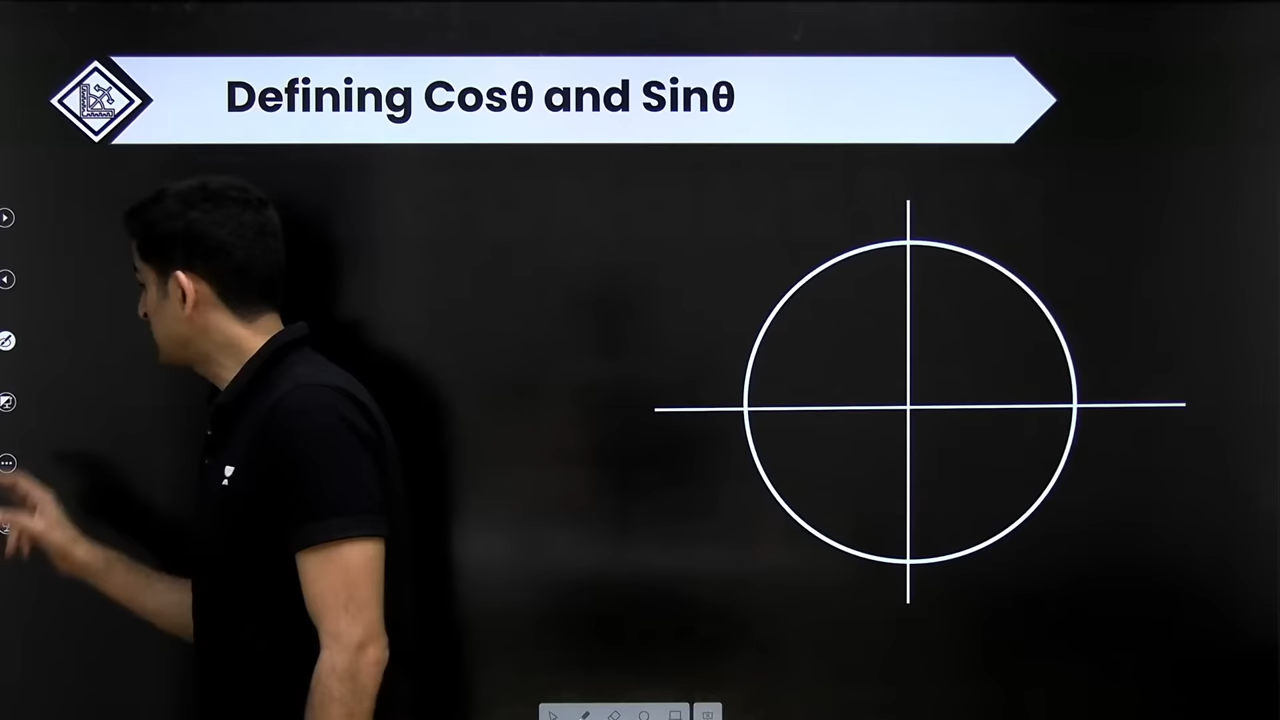 Defining Cosθ and Sinθ